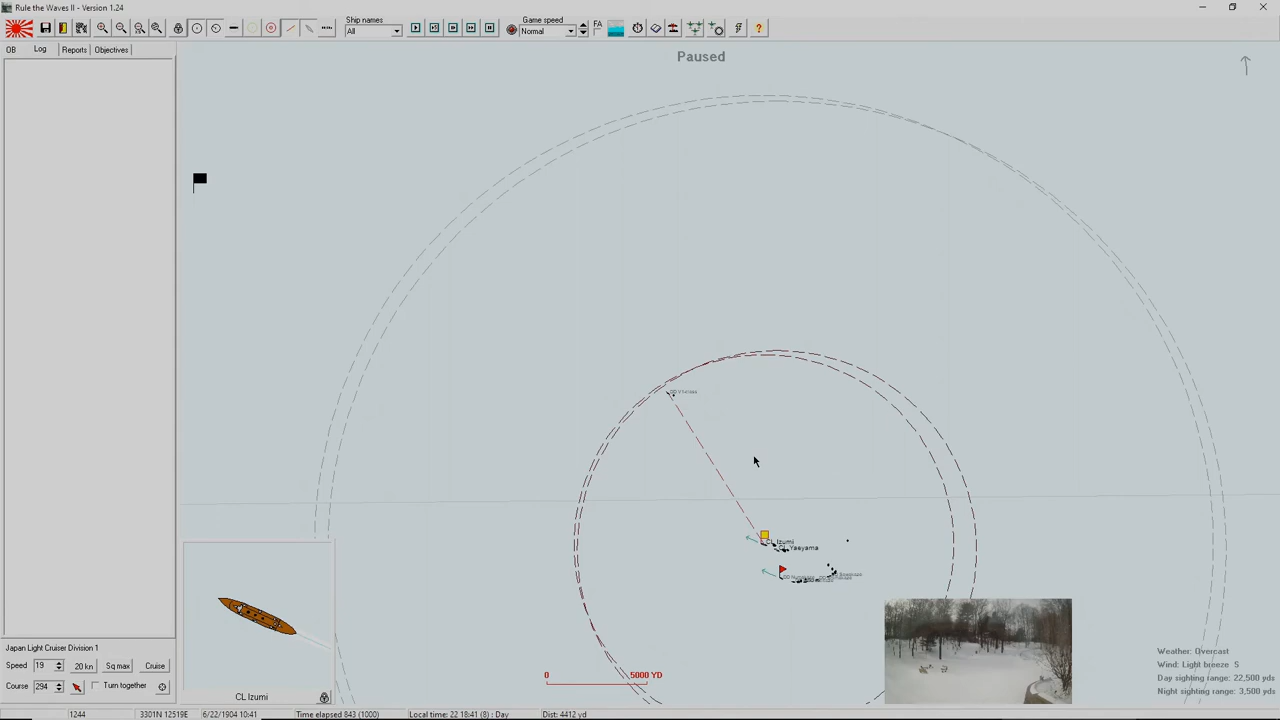 Rule the Waves II - Version 1.24
Ship names
All
Game speed
Normal
FA
OB
Log
Reports
Objectives
Paused
CL Izumi
CL Yaeyama
0
5000 YD
Weather: Overcast
Wind: Light breeze 5
Day sighting range: 22,500 yds
Night sighting range: 3,500 yds
Japan Light Cruiser Division 1
Speed
19
20 kn
Sq max
Cruise
Course
294
Turn together
CL Izumi
1244
3301N 12519E
6/22/1904 10:41
Time elapsed 843 (1000)
Local time: 22 18:41 (8) : Day
Dist: 4412 yd